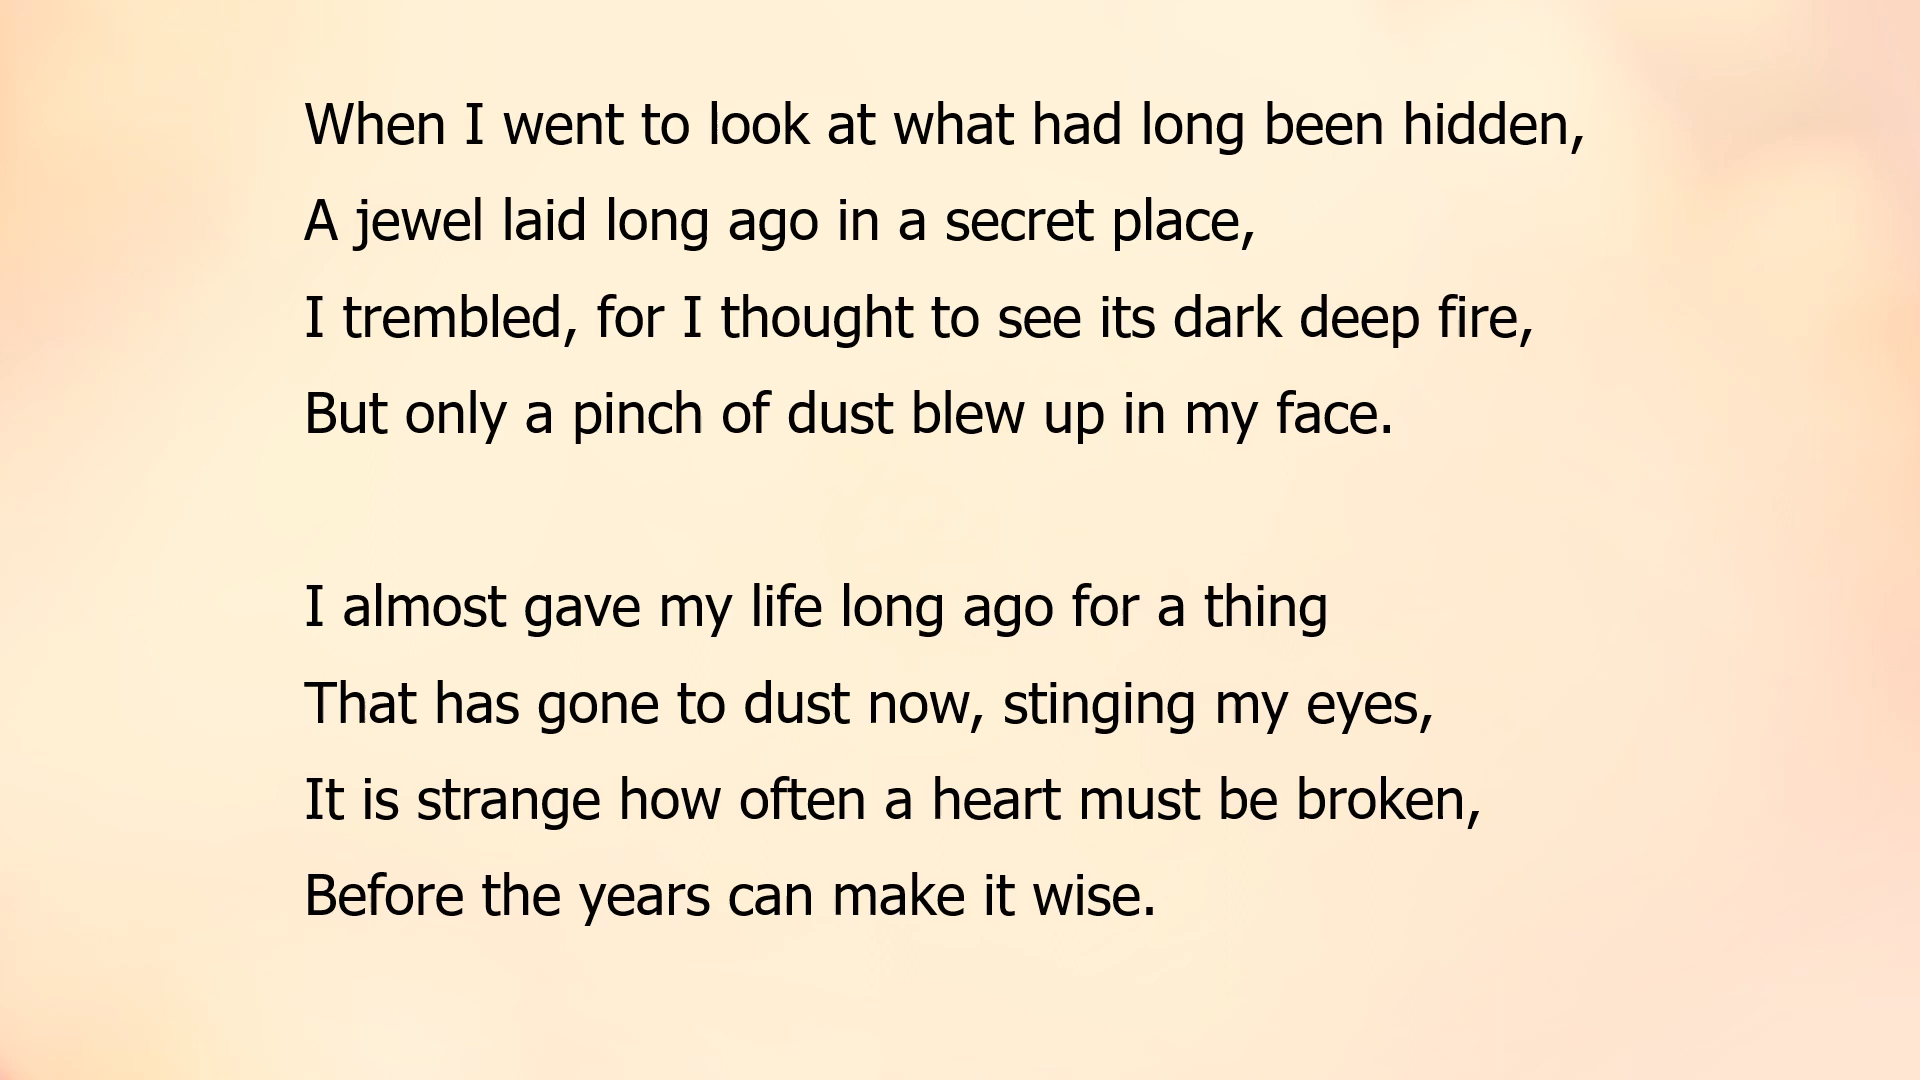 When I went to look at what had long been hidden,
A jewel laid long ago in a secret place,
I trembled, for I thought to see its dark deep fire,
But only a pinch of dust blew up in my face.
I almost gave my life long ago for a thing
That has gone to dust now, stinging my eyes,
It is strange how often a heart must be broken,
Before the years can make it wise.